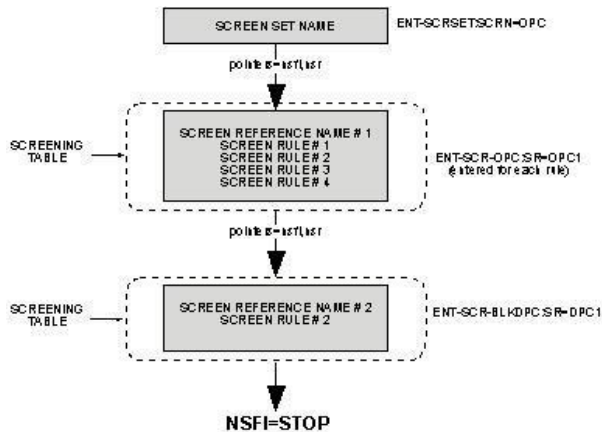 SCREEN SET NAME
ENT-SCRSET:SCRN=OPC
pointers=nsfi,nsr
SCREENING
TABLE
SCREEN REFERENCE NAME # 1
SCREEN RULE # 1
SCREEN RULE # 2
SCREEN RULE # 3
SCREEN RULE # 4
ENT-SCR-OPC:SR=OPC1
(entered for each rule)
pointers=nsfi,nsr
SCREENING
TABLE
SCREEN REFERENCE NAME # 2
SCREEN RULE # 2
ENT-SCR-BLKDPC:SR=DPC1
NSFI=STOP